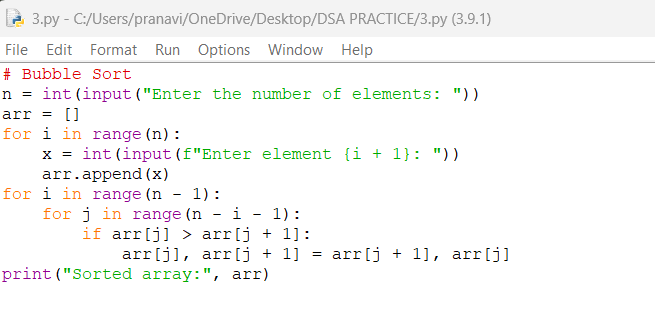 3.py - C:/Users/pranavi/OneDrive/Desktop/DSA PRACTICE/3.py (3.9.1)
File Edit Format Run Options Window Help
# Bubble Sort
n = int(input("Enter the number of elements: "))
arr = []
for i in range(n):
    x = int(input(f"Enter element {i + 1}: "))
    arr.append(x)
for i in range(n - 1):
    for j in range(n - i - 1):
        if arr[j] > arr[j + 1]:
            arr[j], arr[j + 1] = arr[j + 1], arr[j]
print("Sorted array:", arr)